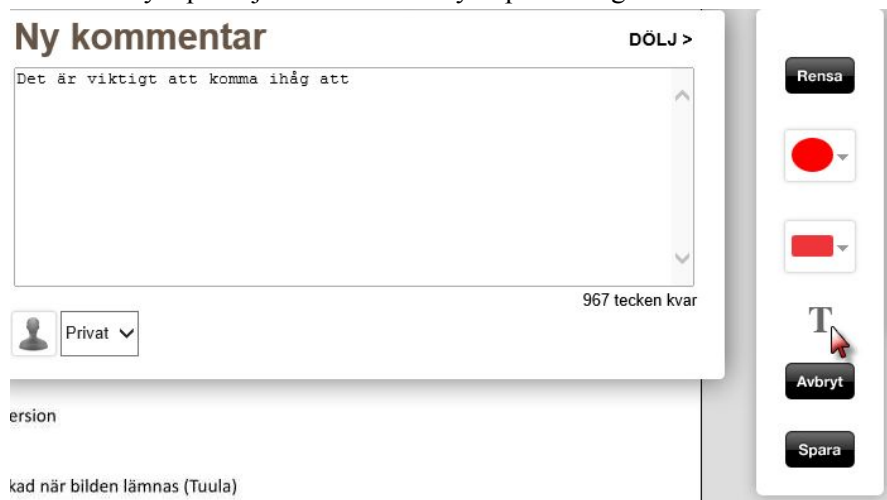 Ny kommentar
DÖLJ >
Det är viktigt att komma ihåg att
967 tecken kvar
Privat
ersion
kad när bilden lämnas (Tuula)
Rensa
T
Avbryt
Spara